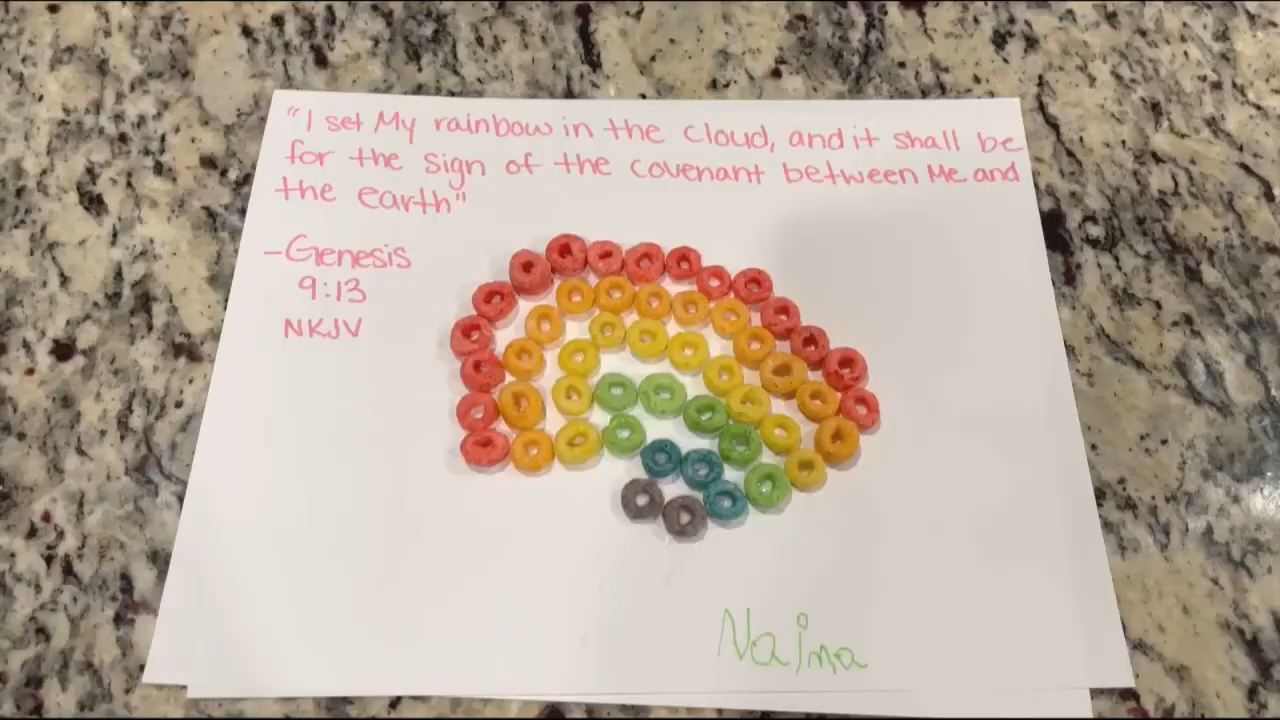 "I set My rainbow in the cloud, and it shall be
for the sign of the covenant between Me and
the earth"
-Genesis
9:13
NKJV
Naima